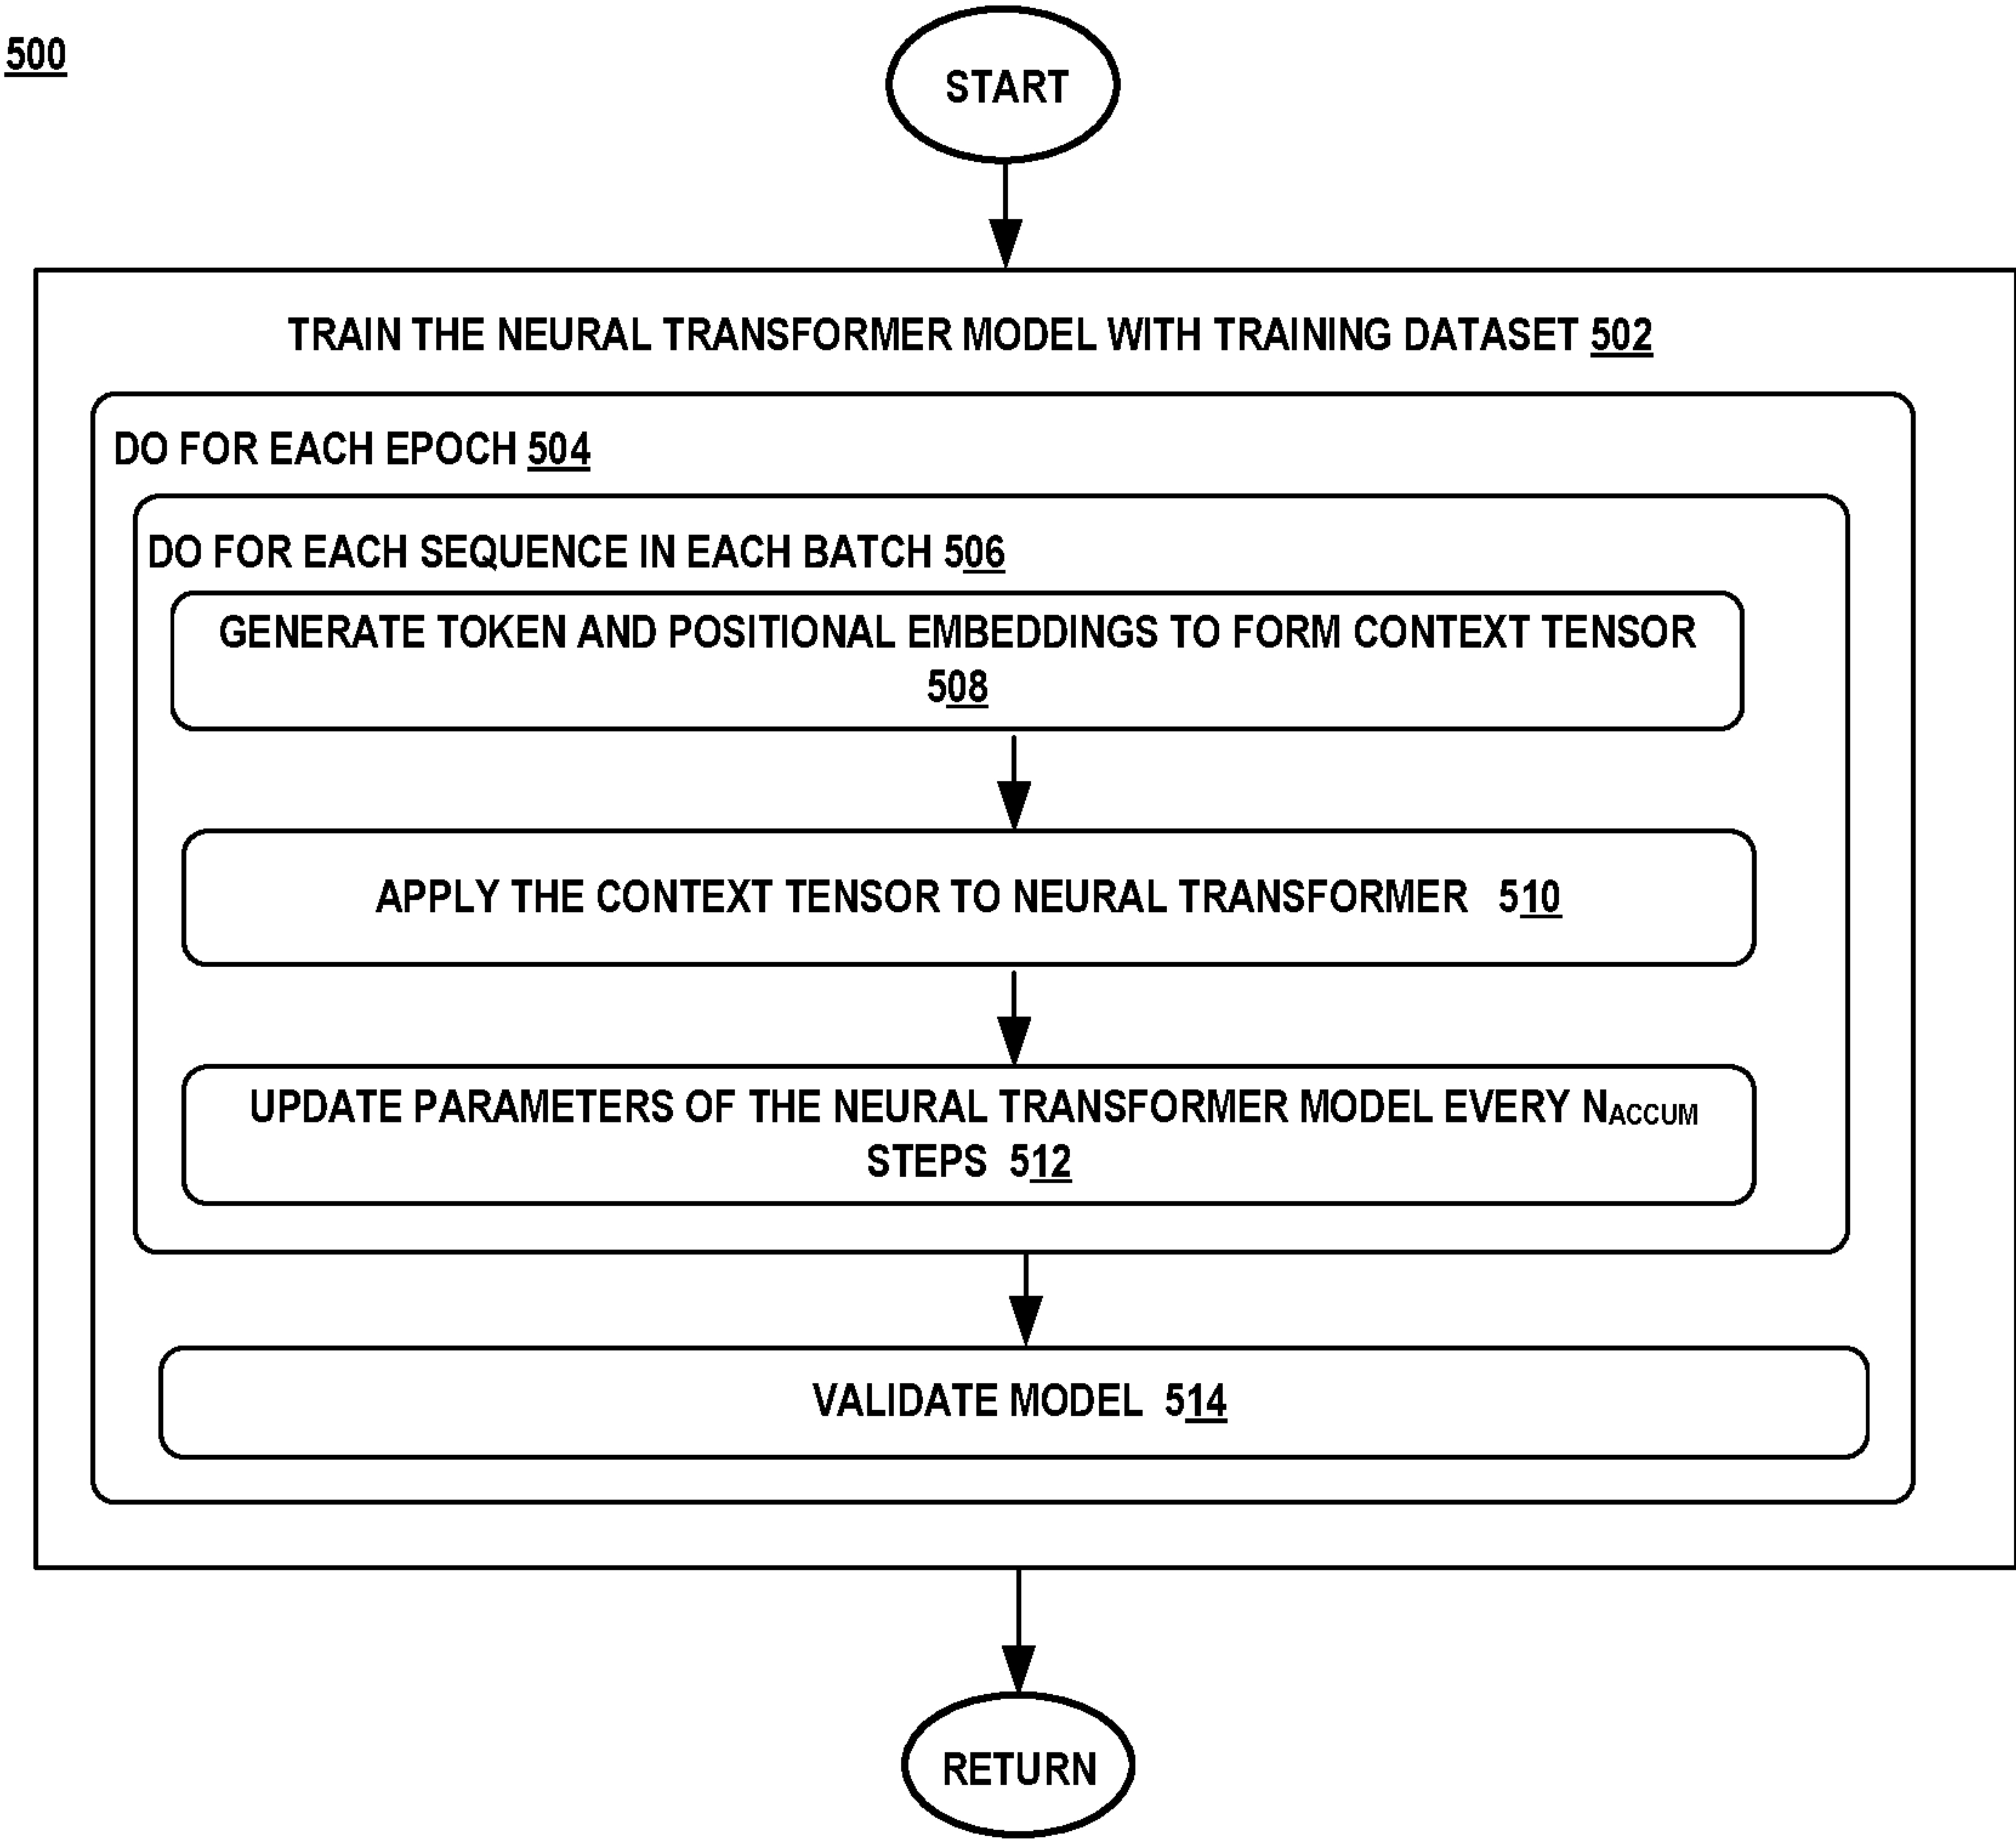 500
START
TRAIN THE NEURAL TRANSFORMER MODEL WITH TRAINING DATASET 502
DO FOR EACH EPOCH 504
DO FOR EACH SEQUENCE IN EACH BATCH 506
GENERATE TOKEN AND POSITIONAL EMBEDDINGS TO FORM CONTEXT TENSOR
508
APPLY THE CONTEXT TENSOR TO NEURAL TRANSFORMER 510
UPDATE PARAMETERS OF THE NEURAL TRANSFORMER MODEL EVERY NACCUM
STEPS 512
VALIDATE MODEL 514
RETURN